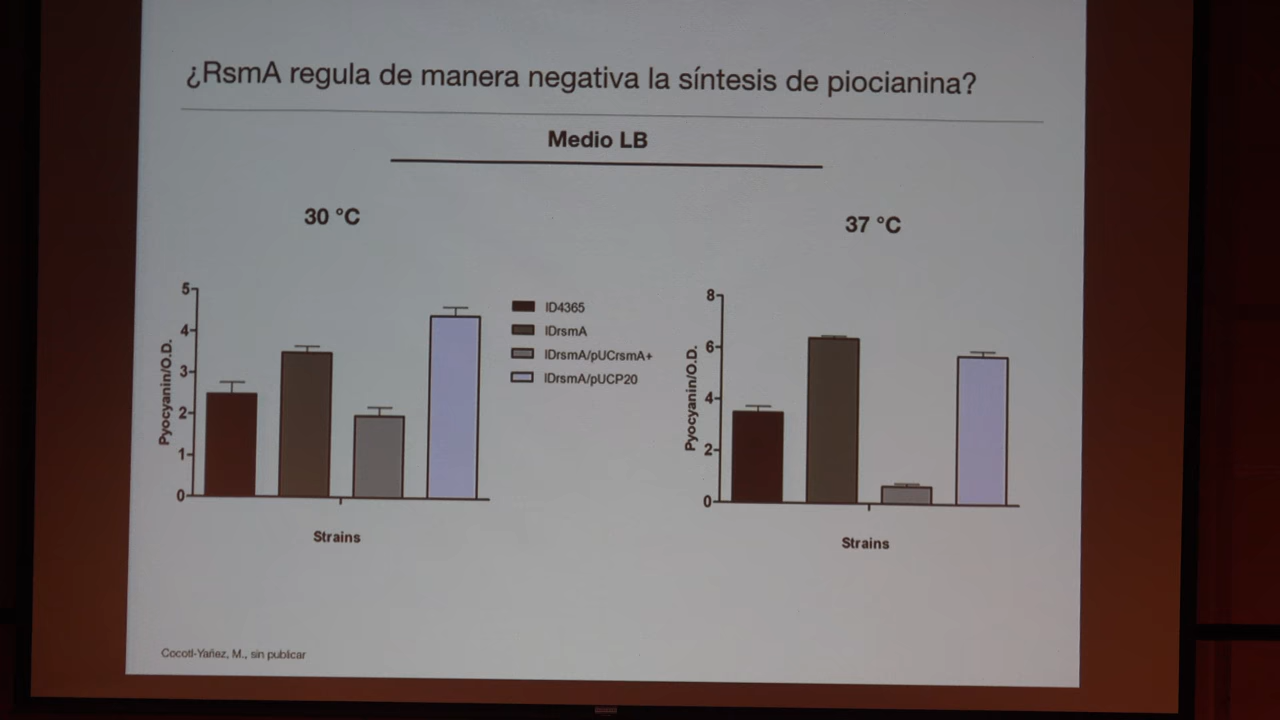 ¿RsmA regula de manera negativa la síntesis de piocianina?
Medio LB
30 °C
37 °C
5
4
3
2
1
0
Pyocyanin/O.D.
Strains
ID4365
IDrsmA
IDrsmA/pUCrsmA+
IDrsmA/pUCP20
8
6
4
2
0
Pyocyanin/O.D.
Strains
Cocotl-Yañez, M., sin publicar